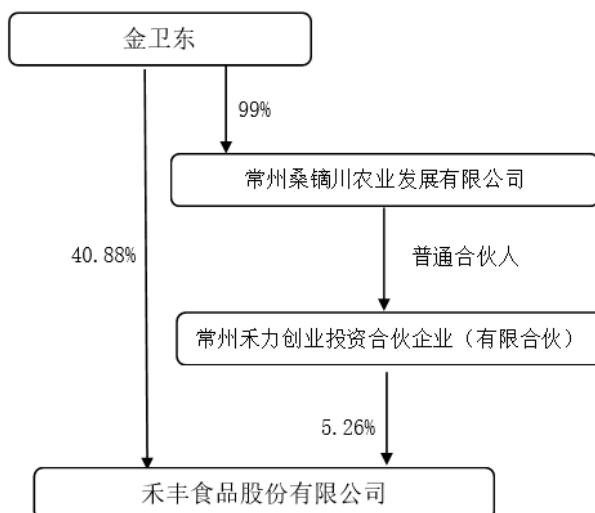 金卫东
99%
常州桑镝川农业发展有限公司
40.88%
普通合伙人
常州禾力创业投资合伙企业（有限合伙）
5.26%
禾丰食品股份有限公司